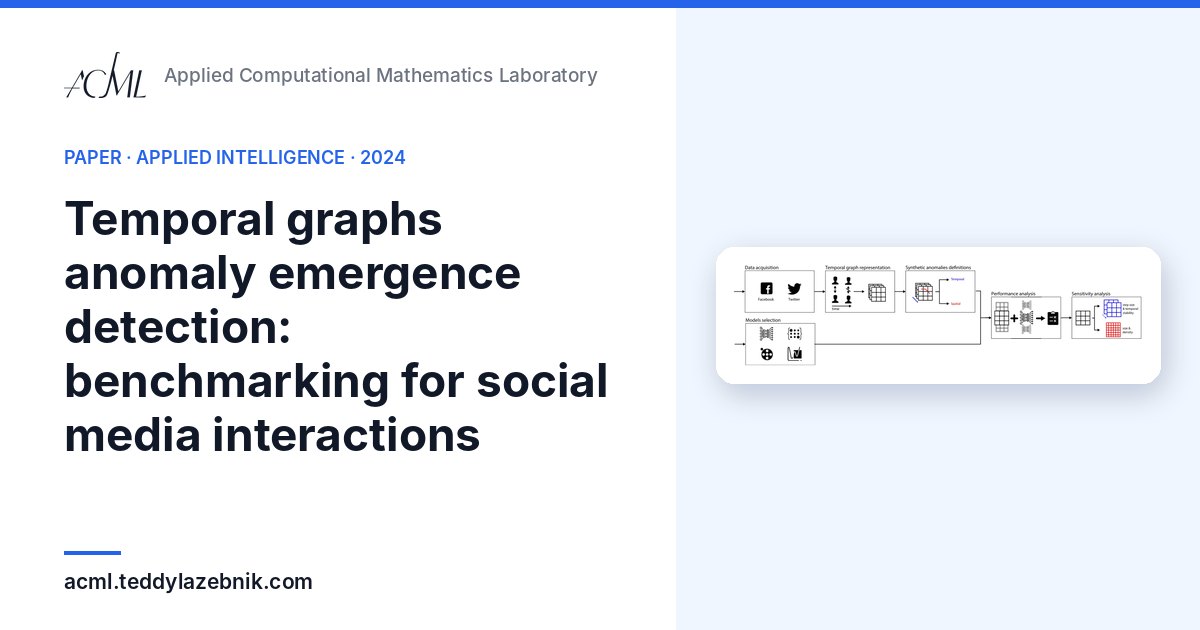 ACML
Applied Computational Mathematics Laboratory
PAPER · APPLIED INTELLIGENCE · 2024
Temporal graphs
anomaly emergence
detection:
benchmarking for social
media interactions
acml.teddylazebnik.com
Data acquisition
Facebook
Twitter
Temporal graph representation
Synthetic anomalies definitions
Models selection
Performance analysis
Sensitivity analysis